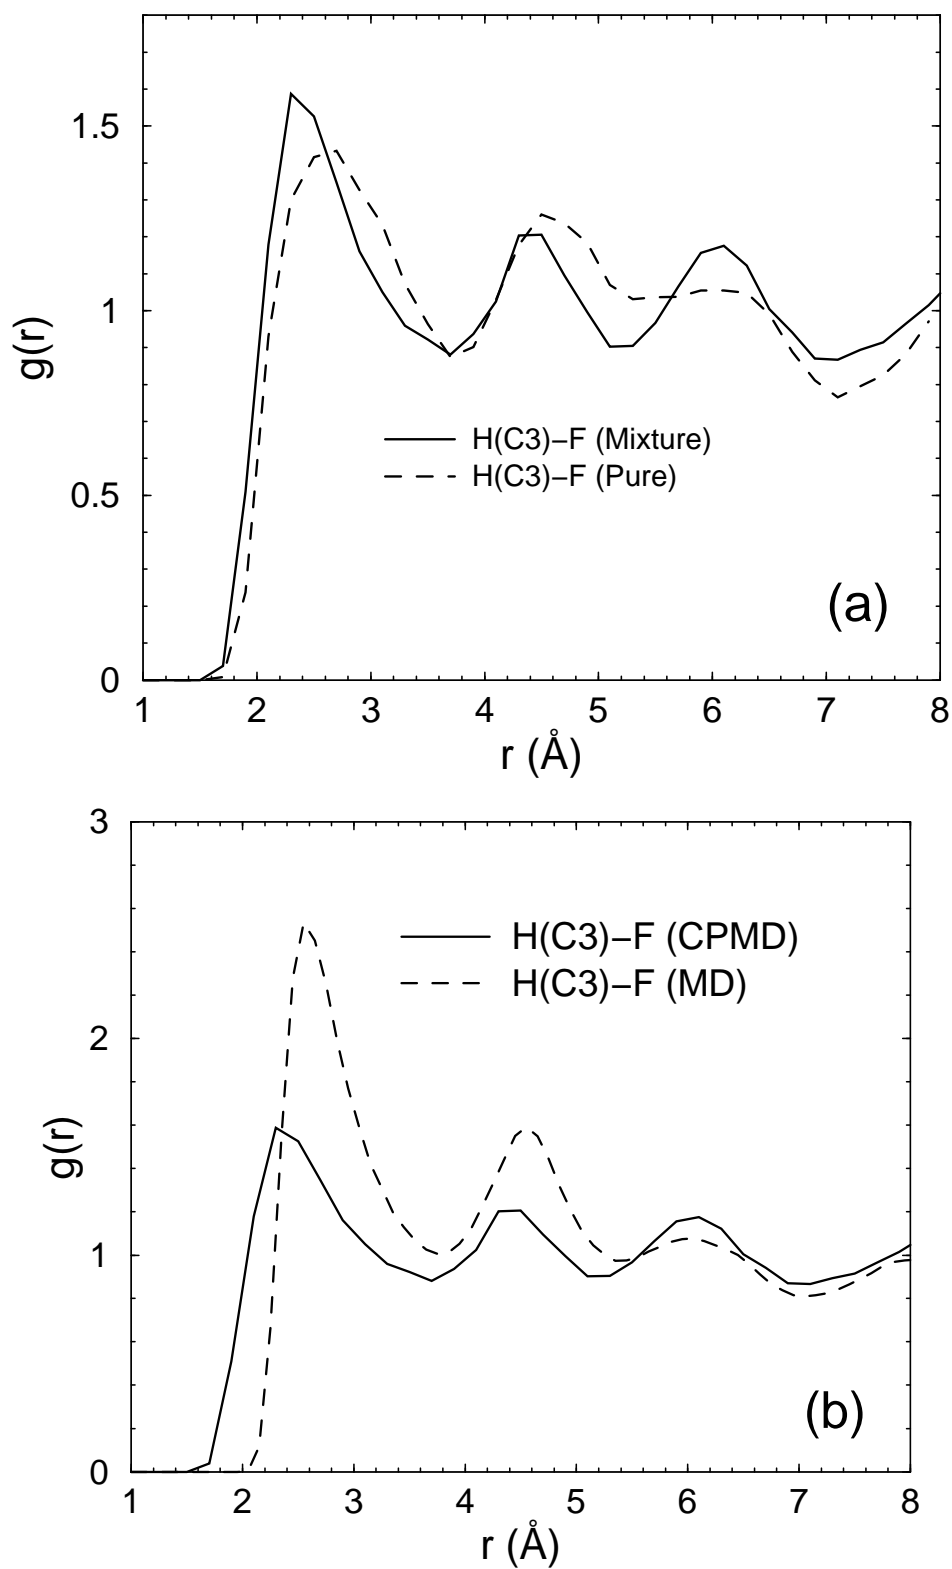 1.5
1
0.5
0
g(r)
H(C3)−F (Mixture)
H(C3)−F (Pure)
(a)
1 2 3 4 5 6 7 8
r (Å)
3
2
1
0
g(r)
H(C3)−F (CPMD)
H(C3)−F (MD)
(b)
1 2 3 4 5 6 7 8
r (Å)